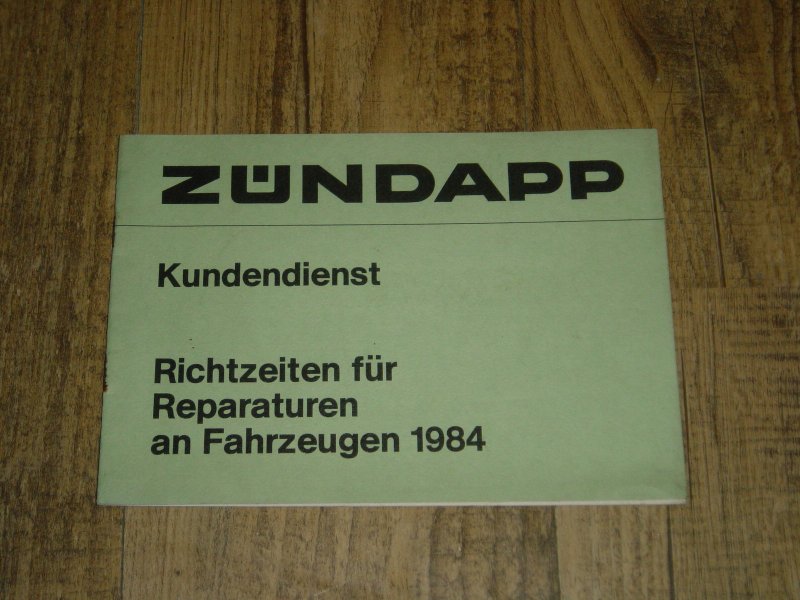 ZÜNDAPP
Kundendienst
Richtzeiten für
Reparaturen
an Fahrzeugen 1984